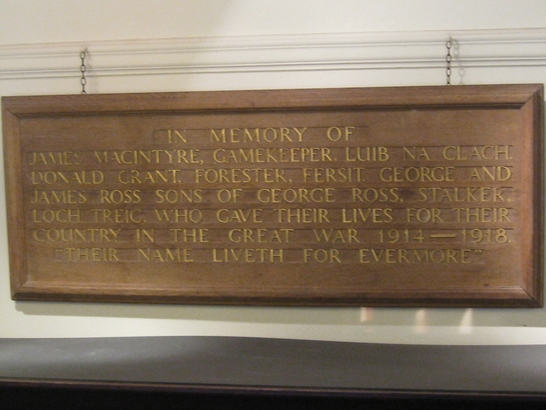 IN MEMORY OF
JAMES MACINTYRE, GAMEKEEPER, LUIB NA CLACH.
DONALD GRANT, FORESTER, FERSIT, GEORGE AND
JAMES ROSS SONS OF GEORGE ROSS, STALKER,
LOCH TREIG, WHO GAVE THEIR LIVES FOR THEIR
COUNTRY IN THE GREAT WAR 1914—1918.
"THEIR NAME LIVETH FOR EVERMORE"